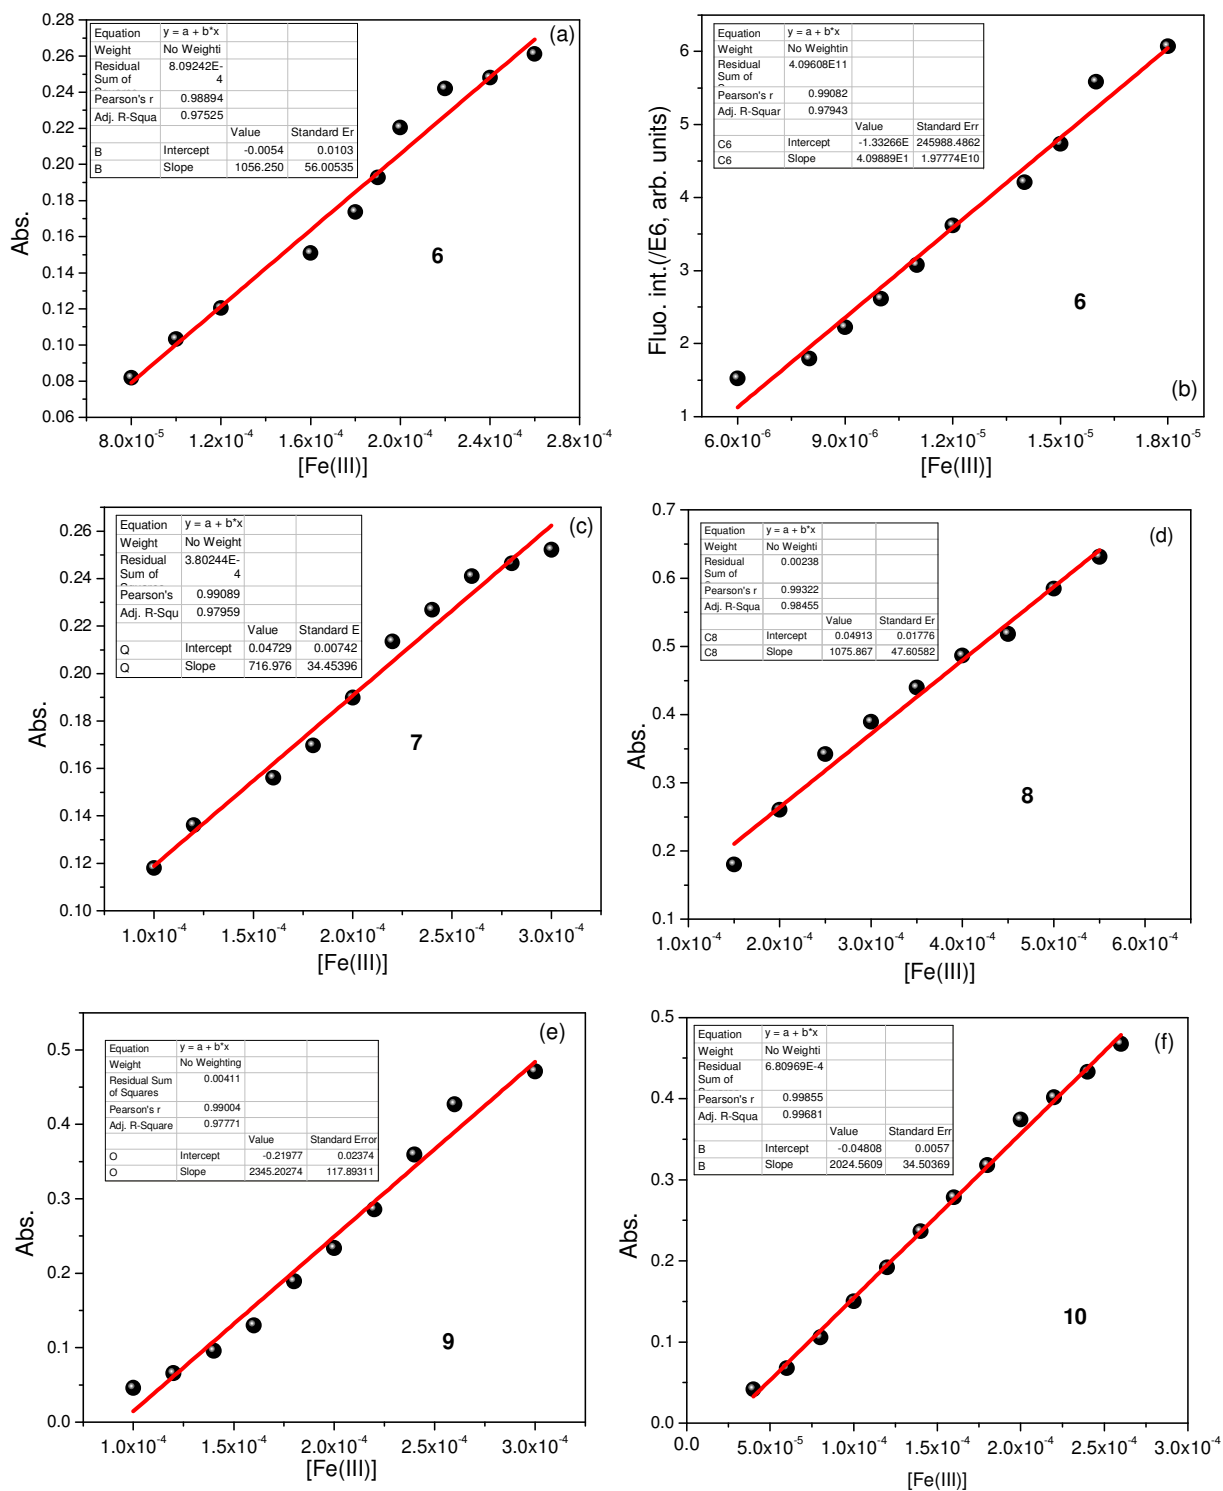 (a)
Equation y = a + b*x
Weight No Weighti
Residual Sum of 8.09242E-4
Pearson's r 0.98894
Adj. R-Squa 0.97525
Value Standard Er
B Intercept -0.0054 0.0103
B Slope 1056.250 56.00535
0.28
0.26
0.24
0.22
0.20
0.18
0.16
0.14
0.12
0.10
0.08
0.06
Abs.
6
8.0x10⁻⁵ 1.2x10⁻⁴ 1.6x10⁻⁴ 2.0x10⁻⁴ 2.4x10⁻⁴ 2.8x10⁻⁴
[Fe(III)]
Equation y = a + b*x
Weight No Weightin
Residual Sum of 4.09608E11
Pearson's r 0.99082
Adj. R-Squar 0.97943
Value Standard Err
C6 Intercept -1.33266E 245988.4862
C6 Slope 4.09889E1 1.97774E10
6
5
4
3
2
1
Fluo. int.(/E6, arb. units)
6
(b)
6.0x10⁻⁶ 9.0x10⁻⁶ 1.2x10⁻⁵ 1.5x10⁻⁵ 1.8x10⁻⁵
[Fe(III)]
(c)
Equation y = a + b*x
Weight No Weight
Residual Sum of 3.80244E-4
Pearson's 0.99089
Adj. R-Squ 0.97959
Value Standard E
Q Intercept 0.04729 0.00742
Q Slope 716.976 34.45396
0.26
0.24
0.22
0.20
0.18
0.16
0.14
0.12
0.10
Abs.
7
1.0x10⁻⁴ 1.5x10⁻⁴ 2.0x10⁻⁴ 2.5x10⁻⁴ 3.0x10⁻⁴
[Fe(III)]
(d)
Equation y = a + b*x
Weight No Weighti
Residual Sum of 0.00238
Pearson's r 0.99322
Adj. R-Squa 0.98455
Value Standard Er
C8 Intercept 0.04913 0.01776
C8 Slope 1075.867 47.60582
0.7
0.6
0.5
0.4
0.3
0.2
0.1
Abs.
8
1.0x10⁻⁴ 2.0x10⁻⁴ 3.0x10⁻⁴ 4.0x10⁻⁴ 5.0x10⁻⁴ 6.0x10⁻⁴
[Fe(III)]
(e)
Equation y = a + b*x
Weight No Weighting
Residual Sum of Squares 0.00411
Pearson's r 0.99004
Adj. R-Square 0.97771
Value Standard Error
O Intercept -0.21977 0.02374
O Slope 2345.20274 117.89311
0.5
0.4
0.3
0.2
0.1
0.0
Abs.
9
1.0x10⁻⁴ 1.5x10⁻⁴ 2.0x10⁻⁴ 2.5x10⁻⁴ 3.0x10⁻⁴
[Fe(III)]
(f)
Equation y = a + b*x
Weight No Weighti
Residual Sum of 6.80969E-4
Pearson's r 0.99855
Adj. R-Squa 0.99681
Value Standard Err
B Intercept -0.04808 0.0057
B Slope 2024.5609 34.50369
0.5
0.4
0.3
0.2
0.1
0.0
Abs.
10
0.0 5.0x10⁻⁵ 1.0x10⁻⁴ 1.5x10⁻⁴ 2.0x10⁻⁴ 2.5x10⁻⁴ 3.0x10⁻⁴
[Fe(III)]